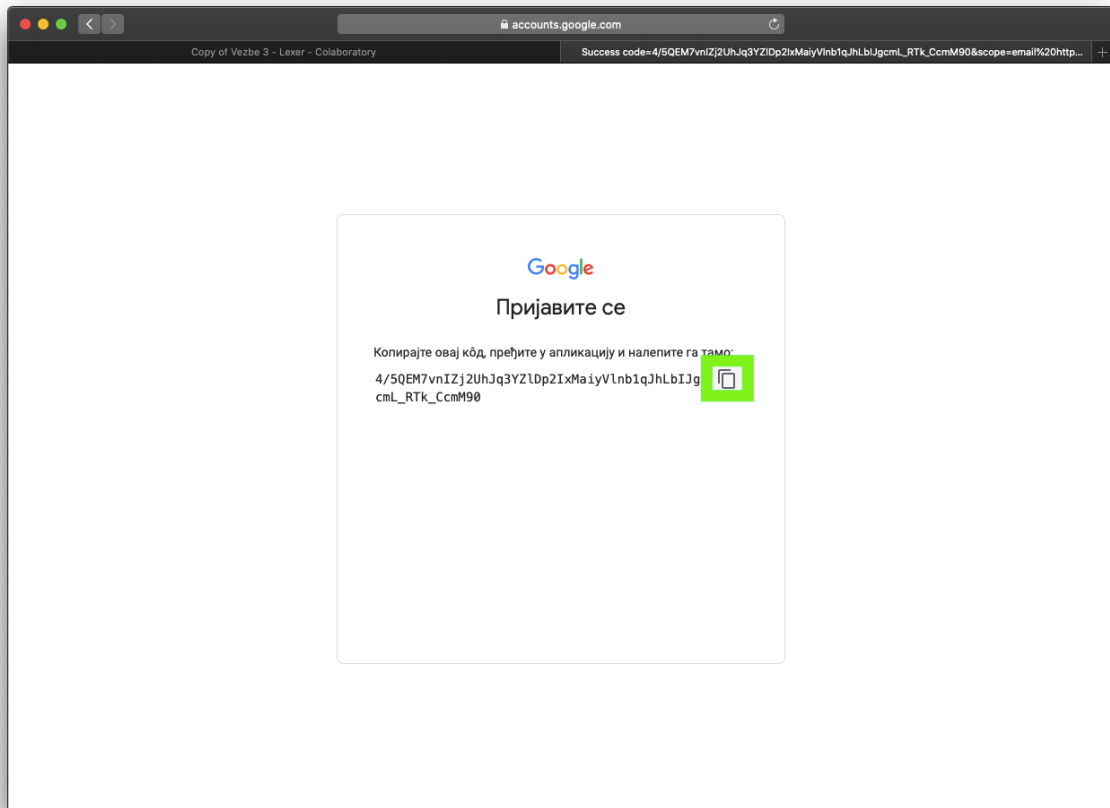 accounts.google.com
Copy of Vezbe 3 - Lexer - Colaboratory
Success code=4/5QEM7vnIZj2UhJq3YZlDp2IxMaiyVlnb1qJhLbIJgcmL_RTk_CcmM90&scope=email%20http...
Google
Пријавите се
Копирајте овај кôд, пређите у апликацију и налепите га тамо:
4/5QEM7vnIZj2UhJq3YZlDp2IxMaiyVlnb1qJhLbIJg
cmL_RTk_CcmM90